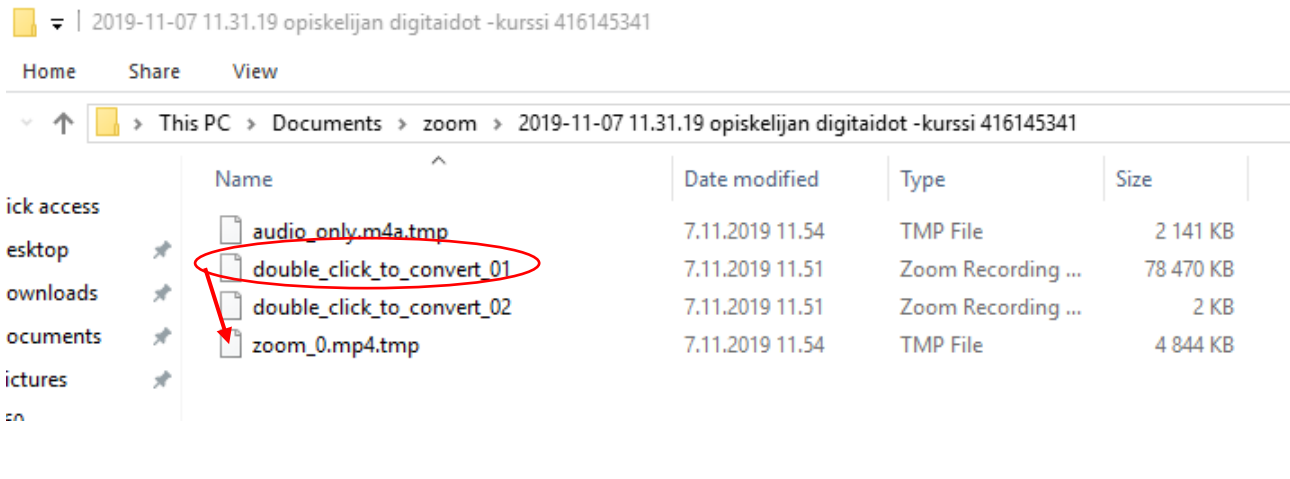 2019-11-07 11.31.19 opiskelijan digitaidot -kurssi 416145341
Home Share View
This PC > Documents > zoom > 2019-11-07 11.31.19 opiskelijan digitaidot -kurssi 416145341
Name Date modified Type Size
ick access
esktop
ownloads
ocuments
ictures
audio_only.m4a.tmp 7.11.2019 11.54 TMP File 2 141 KB
double_click_to_convert_01 7.11.2019 11.51 Zoom Recording ... 78 470 KB
double_click_to_convert_02 7.11.2019 11.51 Zoom Recording ... 2 KB
zoom_0.mp4.tmp 7.11.2019 11.54 TMP File 4 844 KB